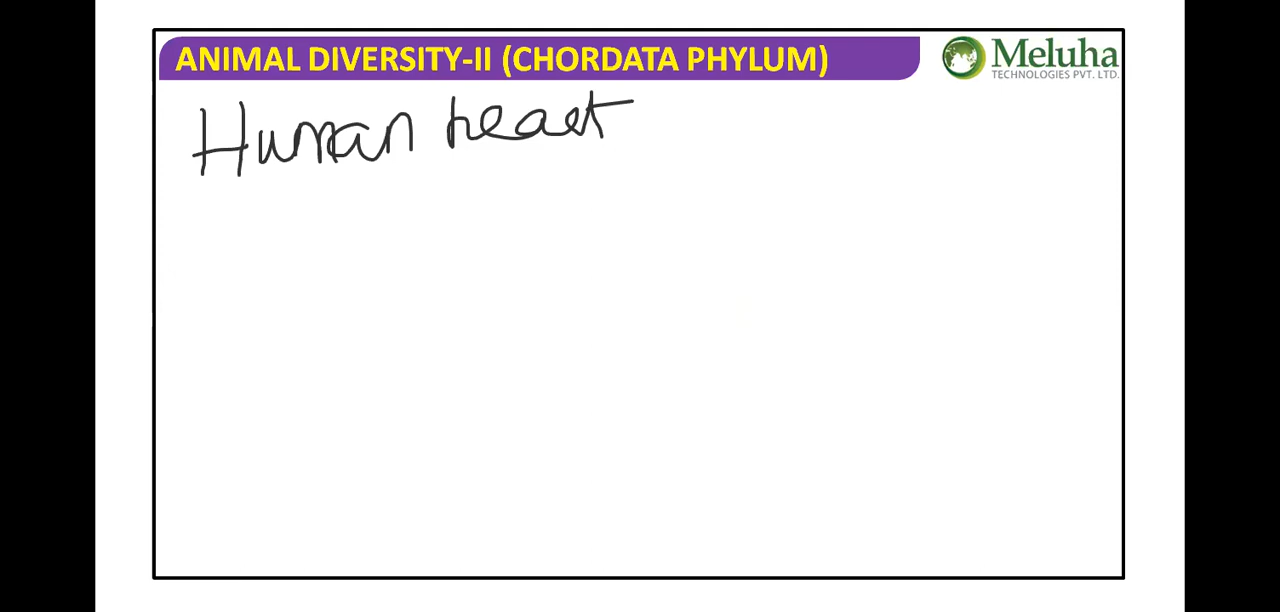 ANIMAL DIVERSITY-II (CHORDATA PHYLUM)
Meluha
TECHNOLOGIES PVT. LTD.
Human heart